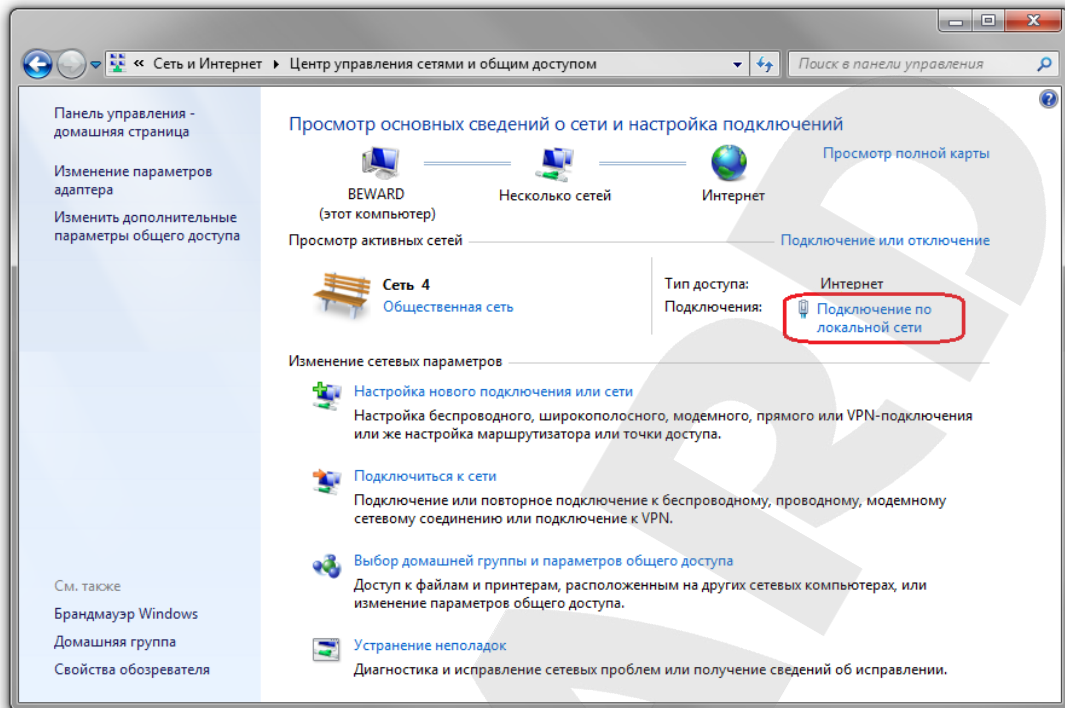 « Сеть и Интернет Центр управления сетями и общим доступом Поиск в панели управления
Панель управления -
домашняя страница
Изменение параметров
адаптера
Изменить дополнительные
параметры общего доступа
Просмотр основных сведений о сети и настройка подключений
Просмотр полной карты
BEWARD
(этот компьютер)
Несколько сетей
Интернет
Просмотр активных сетей
Подключение или отключение
Сеть 4
Общественная сеть
Тип доступа: Интернет
Подключения: Подключение по
локальной сети
Изменение сетевых параметров
Настройка нового подключения или сети
Настройка беспроводного, широкополосного, модемного, прямого или VPN-подключения
или же настройка маршрутизатора или точки доступа.
Подключиться к сети
Подключение или повторное подключение к беспроводному, проводному, модемному
сетевому соединению или подключение к VPN.
Выбор домашней группы и параметров общего доступа
Доступ к файлам и принтерам, расположенным на других сетевых компьютерах, или
изменение параметров общего доступа.
Устранение неполадок
Диагностика и исправление сетевых проблем или получение сведений об исправлении.
См. также
Брандмауэр Windows
Домашняя группа
Свойства обозревателя
ARD